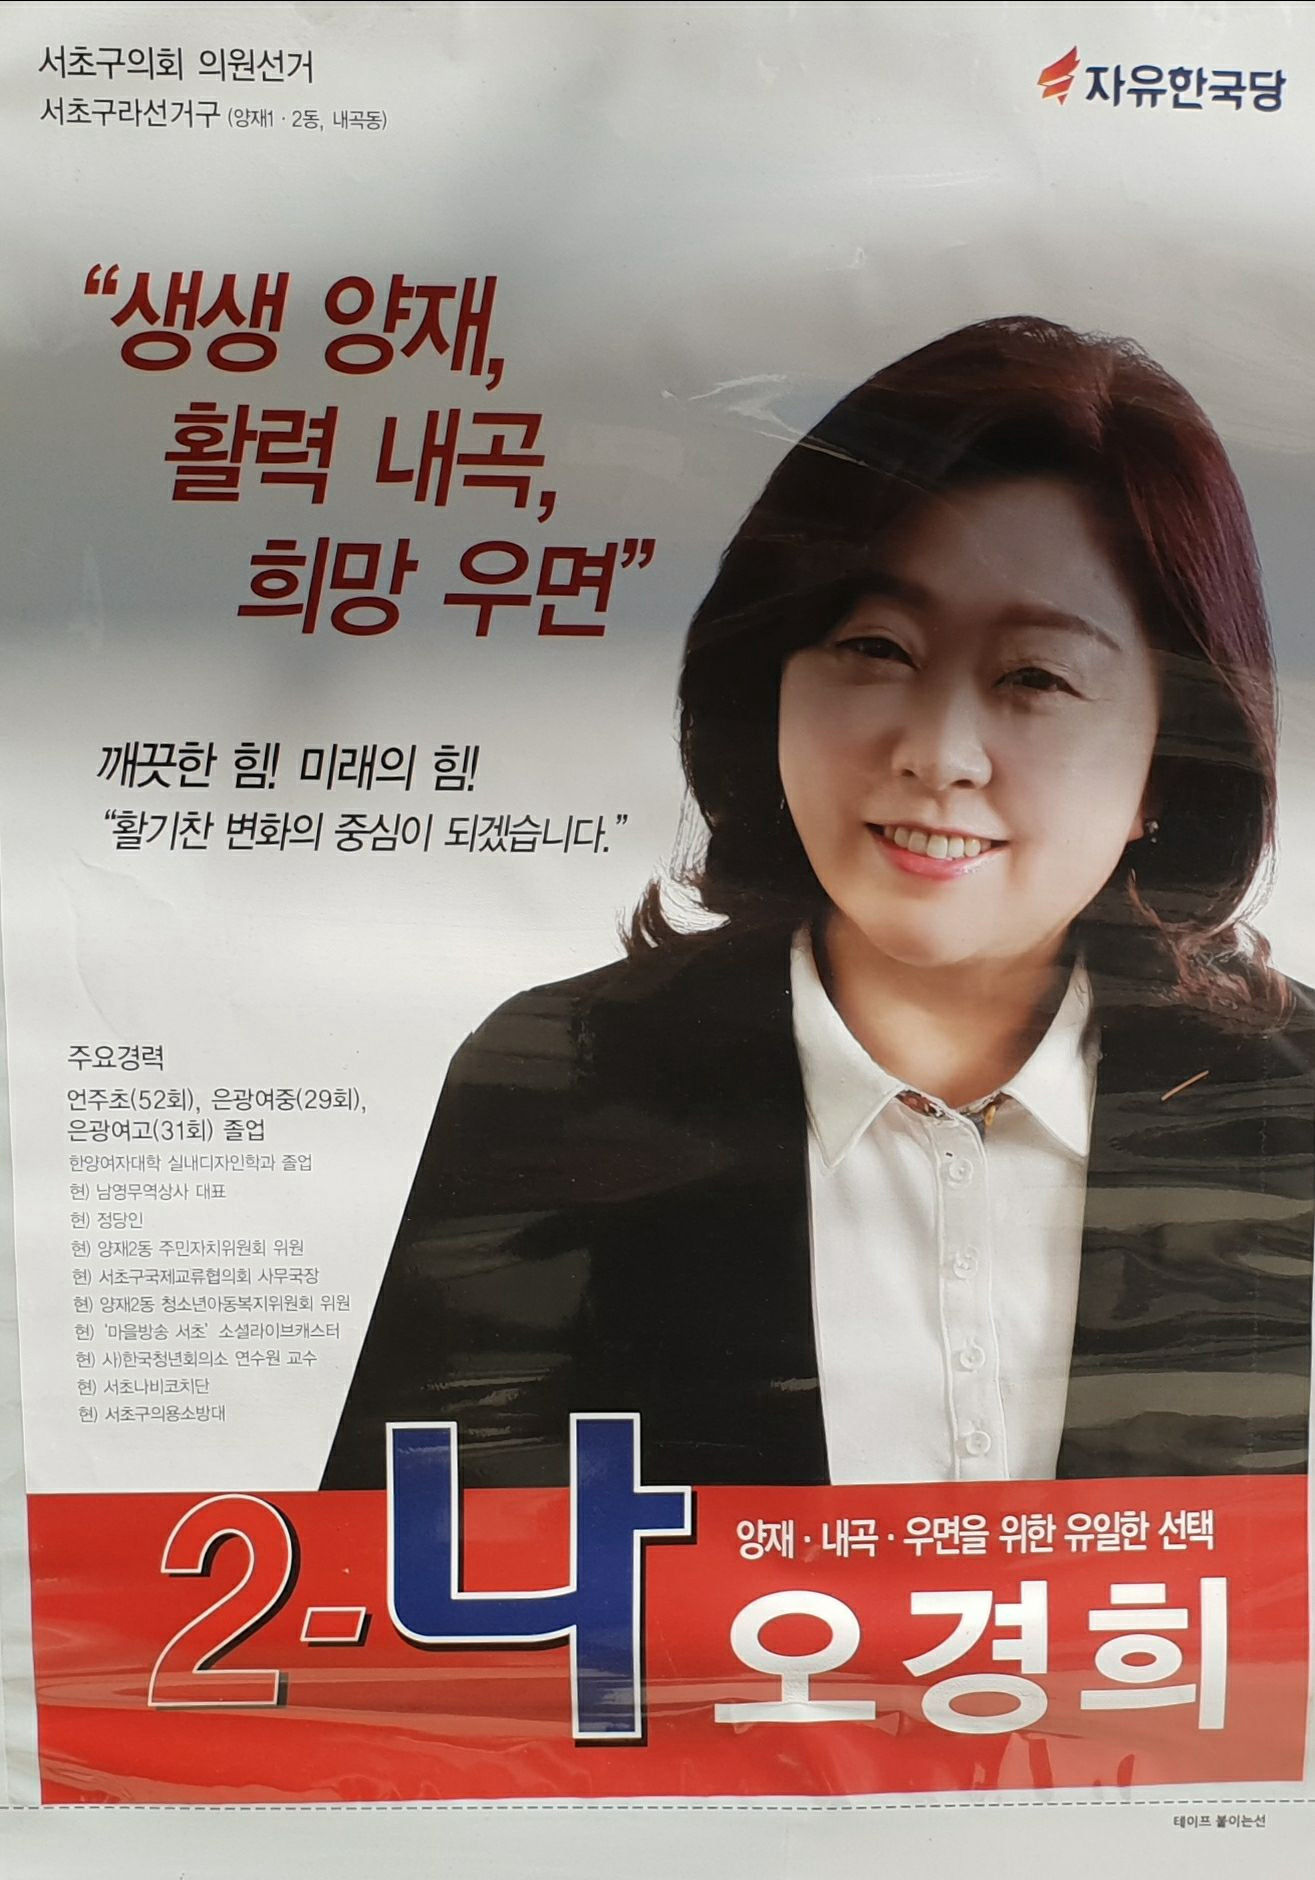 서초구의회 의원선거
서초구라선거구 (양재1 · 2동, 내곡동)
자유한국당
“생생 양재,
활력 내곡,
희망 우면”
깨끗한 힘! 미래의 힘!
“활기찬 변화의 중심이 되겠습니다.”
주요경력
언주초(52회), 은광여중(29회),
은광여고(31회) 졸업
한양여자대학 실내디자인학과 졸업
현) 남영무역상사 대표
현) 정당인
현) 양재2동 주민자치위원회 위원
현) 서초구국제교류협의회 사무국장
현) 양재2동 청소년아동복지위원회 위원
현) ‘마을방송 서초’ 소셜라이브캐스터
현) 사)한국청년회의소 연수원 교수
현) 서초나비코치단
현) 서초구의용소방대
2-나
양재 · 내곡 · 우면을 위한 유일한 선택
오경희
테이프 붙이는선